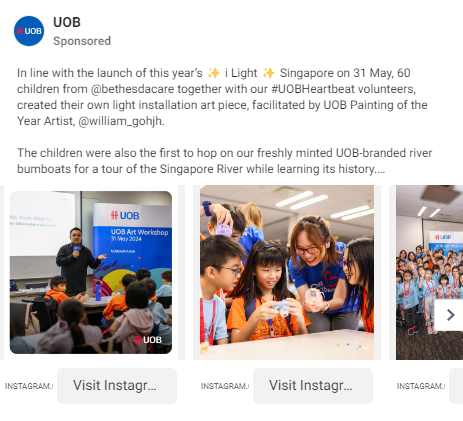 UOB
UOB
Sponsored
In line with the launch of this year's ✨ i Light ✨ Singapore on 31 May, 60
children from @bethesdacare together with our #UOBHeartbeat volunteers,
created their own light installation art piece, facilitated by UOB Painting of the
Year Artist, @william_gohjh.
The children were also the first to hop on our freshly minted UOB-branded river
bumboats for a tour of the Singapore River while learning its history....
UOB
UOB Art Workshop
31 May 2024
UOB
UOB
INSTAGRAM.
Visit Instagr...
INSTAGRAM.
Visit Instagr...
INSTAGRAM.